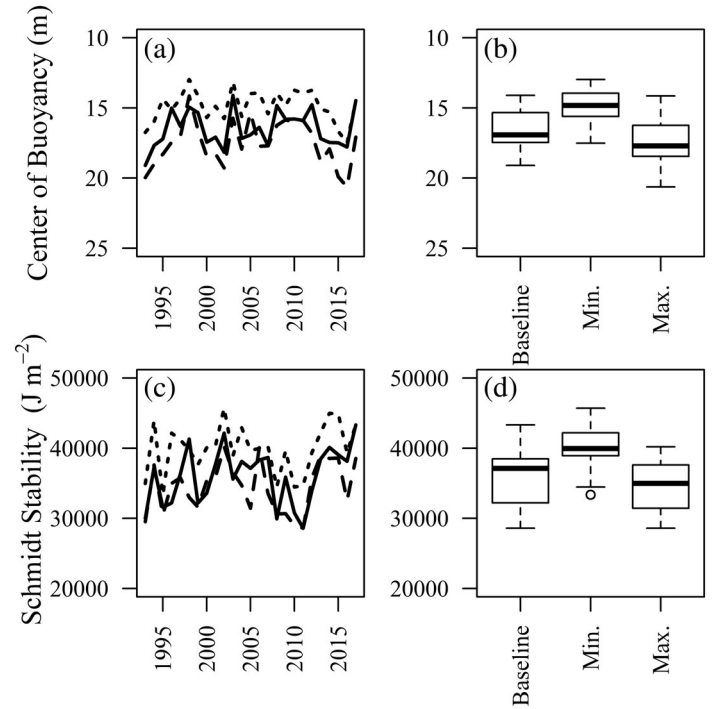 Center of Buoyancy (m)
(a)
10
15
20
25
1995
2000
2005
2010
2015
(b)
10
15
20
25
Baseline
Min.
Max.
Schmidt Stability (J m⁻²)
(c)
50000
40000
30000
20000
1995
2000
2005
2010
2015
(d)
50000
40000
30000
20000
Baseline
Min.
Max.